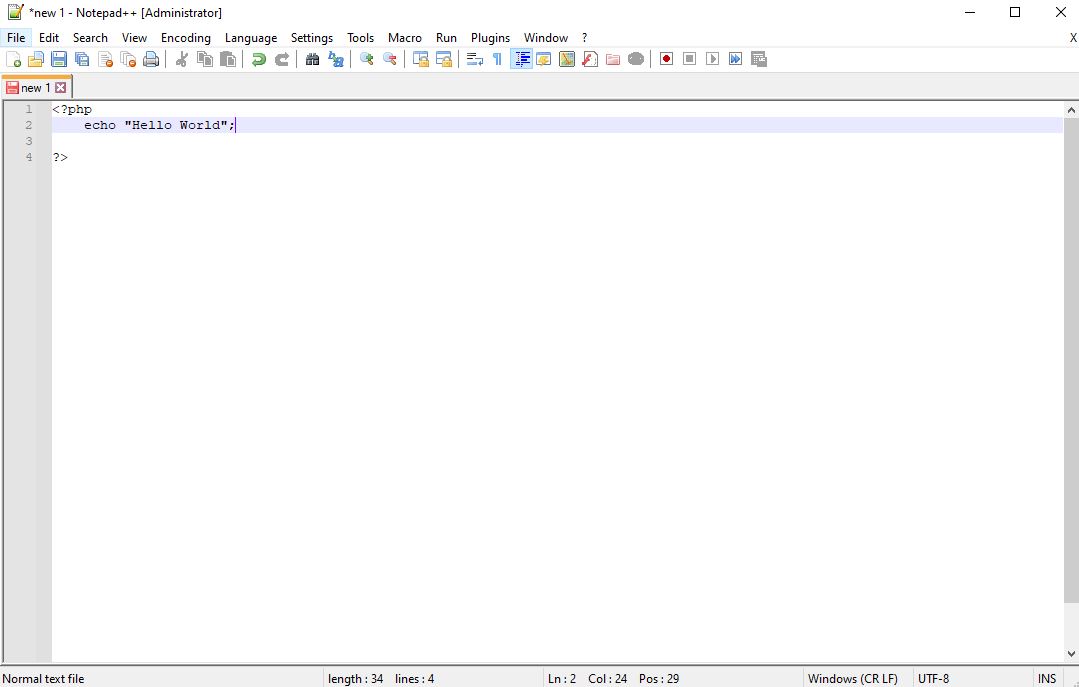 *new 1 - Notepad++ [Administrator]
File Edit Search View Encoding Language Settings Tools Macro Run Plugins Window ? X
new 1
1 <?php
2     echo "Hello World";
3
4 ?>
Normal text file length : 34 lines : 4 Ln : 2 Col : 24 Pos : 29 Windows (CR LF) UTF-8 INS